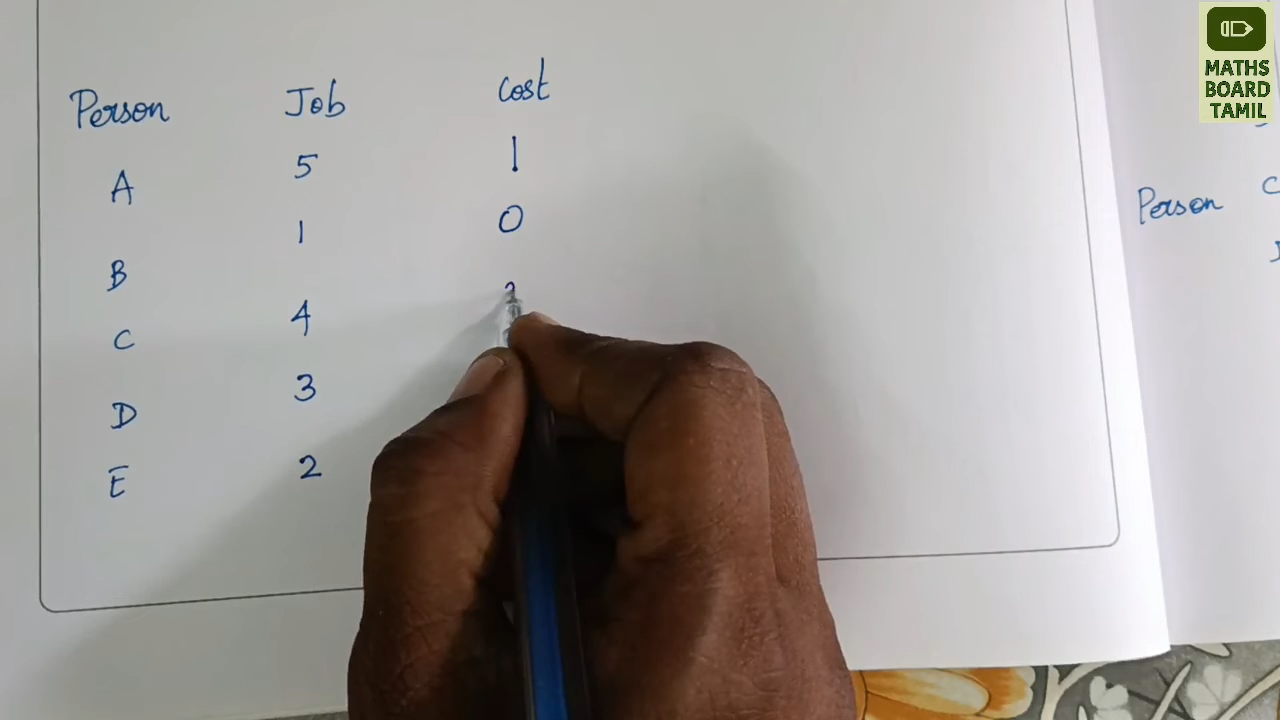 Person Job Cost
A 5 1
B 1 0
C 4
D 3
E 2
Person
MATHS
BOARD
TAMIL